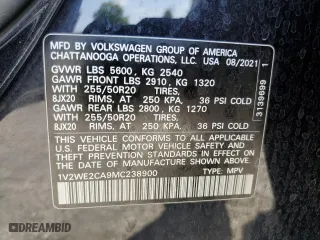 MFD BY VOLKSWAGEN GROUP OF AMERICA
CHATTANOOGA OPERATIONS, LLC. USA 08/2021
GVWR LBS 5600, KG 2540
GAWR FRONT LBS 2910, KG 1320
WITH 255/50R20 TIRES,
8JX20 RIMS, AT 250 KPA, 36 PSI COLD
GAWR REAR LBS 2800, KG 1270
WITH 255/50R20 TIRES,
8JX20 RIMS, AT 250 KPA, 36 PSI COLD
THIS VEHICLE CONFORMS TO ALL APPLICABLE
U.S. FEDERAL MOTOR VEHICLE SAFETY
AND THEFT PREVENTION STANDARDS IN EFFECT
ON THE DATE OF MANUFACTURE SHOWN ABOVE.
1V2WE2CA9MC238900 TYPE: MPV
3139699 1
A AutoBidMaster